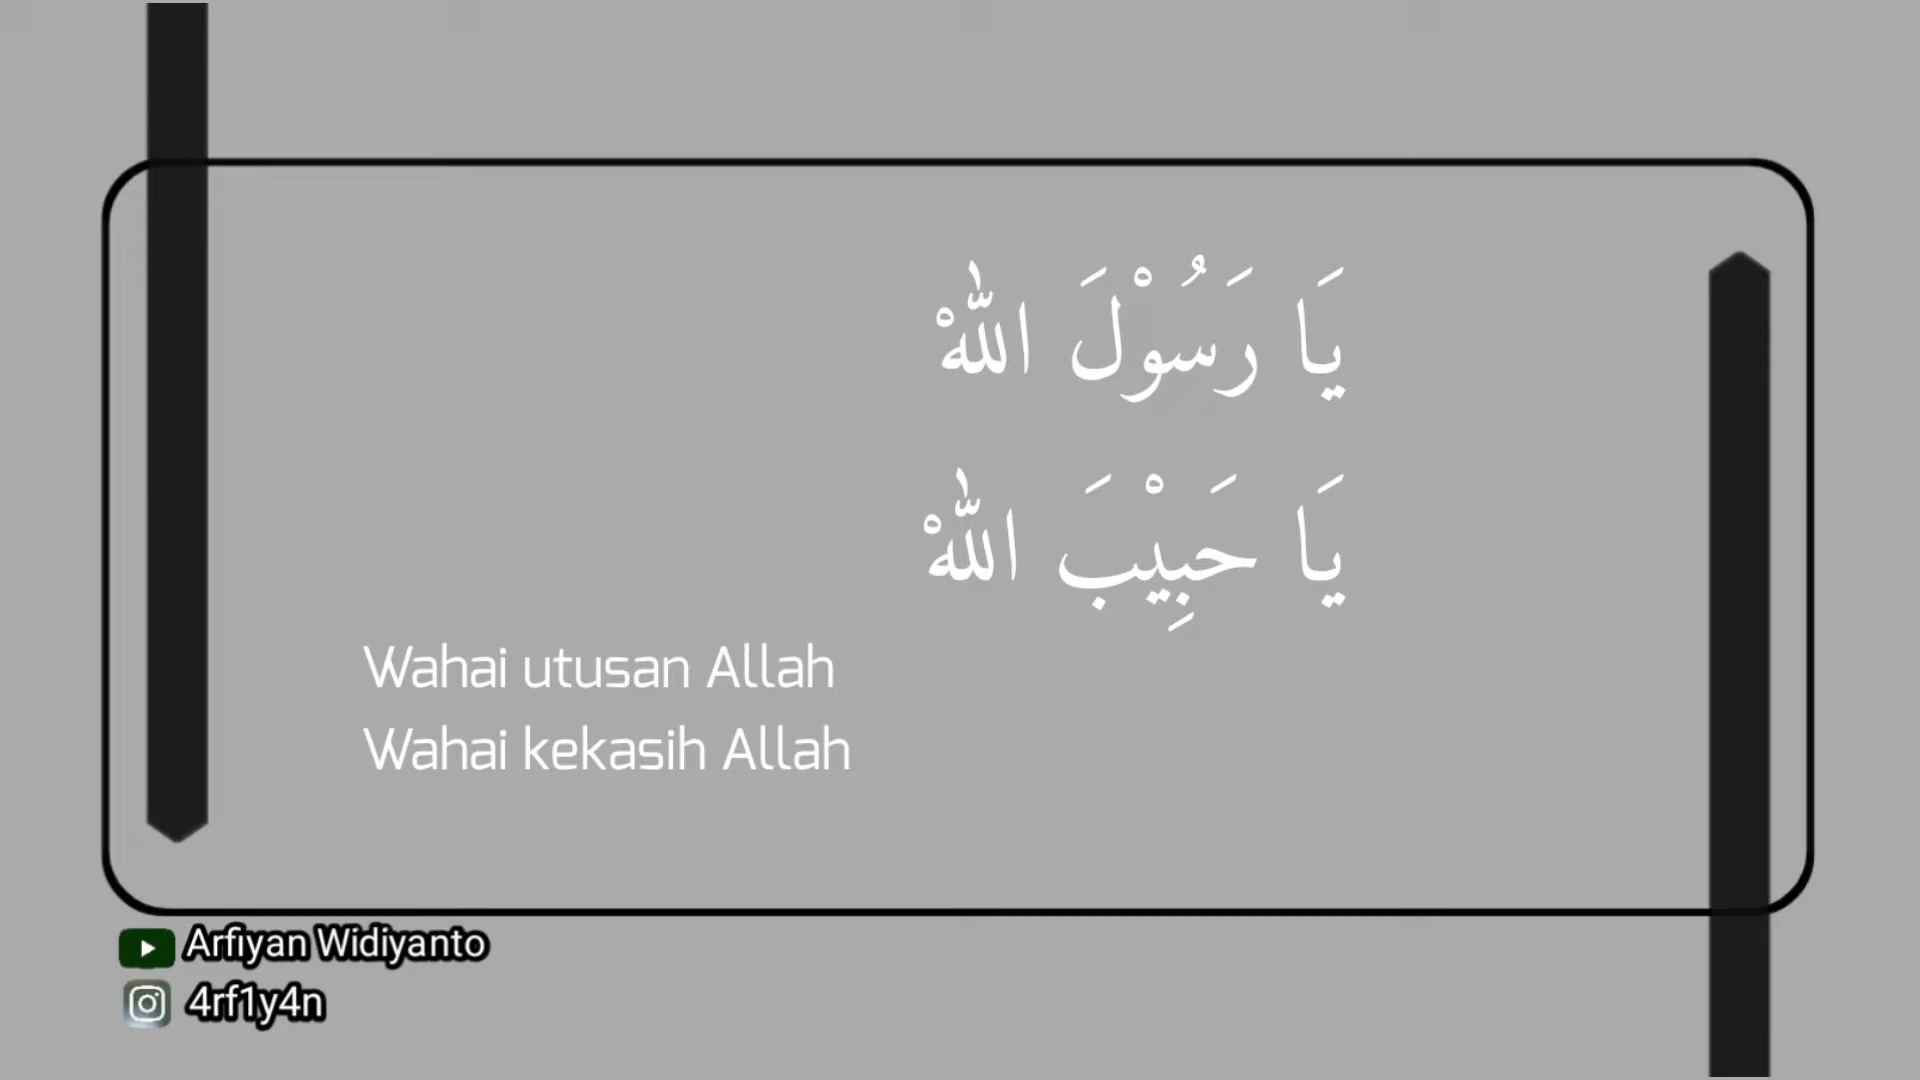 يَا رَسُوْلَ اللّٰهْ
يَا حَبِيْبَ اللّٰهْ
Wahai utusan Allah
Wahai kekasih Allah
Arfiyan Widiyanto
4rf1y4n